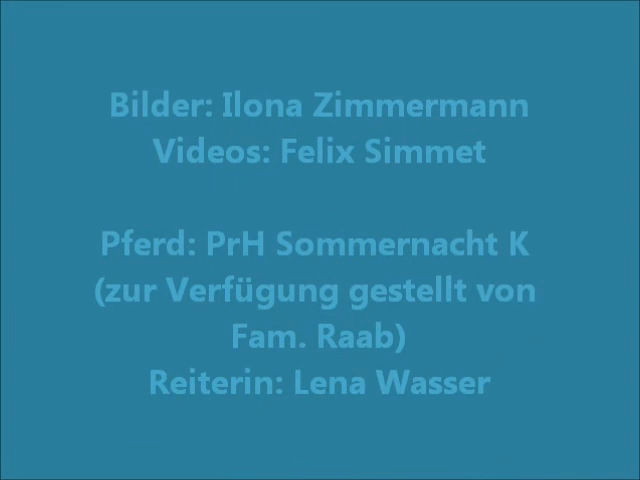 Bilder: Ilona Zimmermann
Videos: Felix Simmet
Pferd: PrH Sommernacht K
(zur Verfügung gestellt von
Fam. Raab)
Reiterin: Lena Wasser